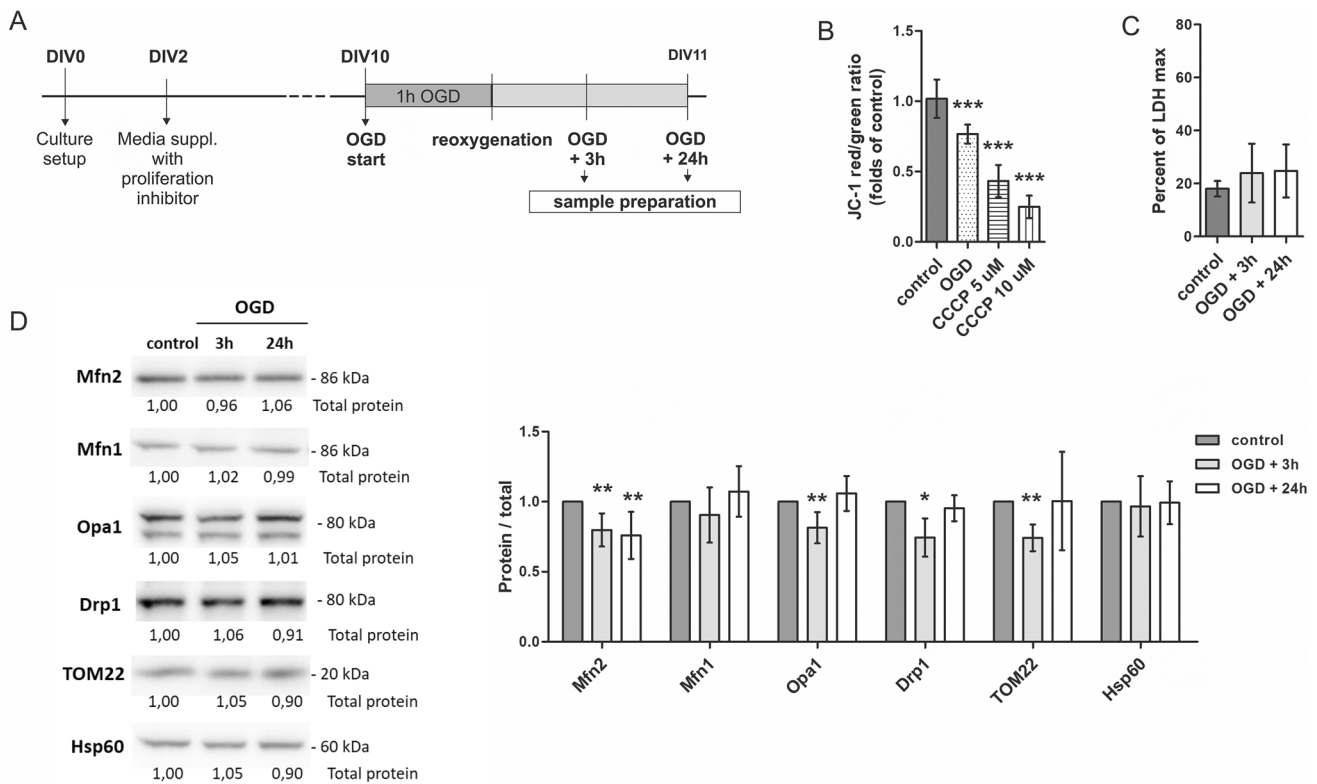 A
DIV0
DIV2
DIV10
DIV11
1h OGD
Culture
setup
Media suppl.
with
proliferation
inhibitor
OGD
start
reoxygenation
OGD
+ 3h
OGD
+ 24h
sample preparation
B
JC-1 red/green ratio
(folds of control)
1.5
1.0
0.5
0.0
***
***
***
control
OGD
CCCP 5 uM
CCCP 10 uM
C
Percent of LDH max
80
60
40
20
0
control
OGD + 3h
OGD + 24h
D
OGD
control 3h 24h
Mfn2 - 86 kDa
1,00 0,96 1,06 Total protein
Mfn1 - 86 kDa
1,00 1,02 0,99 Total protein
Opa1 - 80 kDa
1,00 1,05 1,01 Total protein
Drp1 - 80 kDa
1,00 1,06 0,91 Total protein
TOM22 - 20 kDa
1,00 1,05 0,90 Total protein
Hsp60 - 60 kDa
1,00 1,05 0,90 Total protein
Protein / total
1.5
1.0
0.5
0.0
** ** ** * **
Mfn2
Mfn1
Opa1
Drp1
TOM22
Hsp60
control
OGD + 3h
OGD + 24h